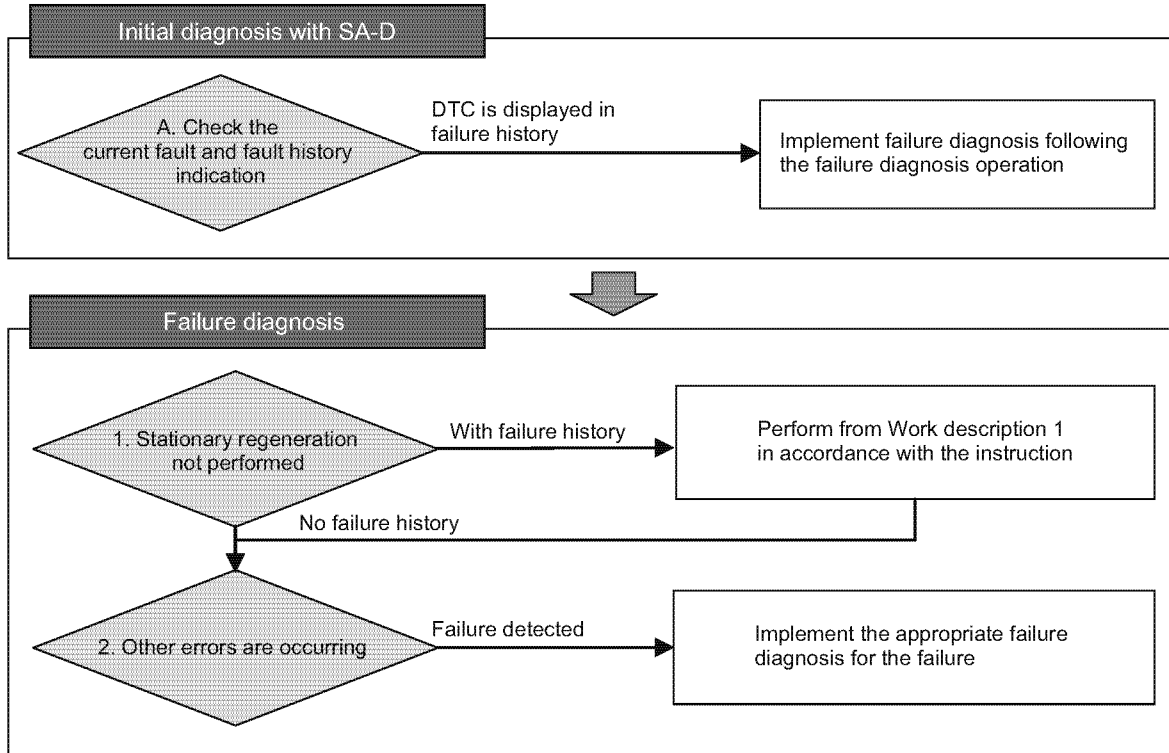 Initial diagnosis with SA-D
A. Check the
current fault and fault history
indication
DTC is displayed in
failure history
Implement failure diagnosis following
the failure diagnosis operation
Failure diagnosis
1. Stationary regeneration
not performed
With failure history
Perform from Work description 1
in accordance with the instruction
No failure history
2. Other errors are occurring
Failure detected
Implement the appropriate failure
diagnosis for the failure